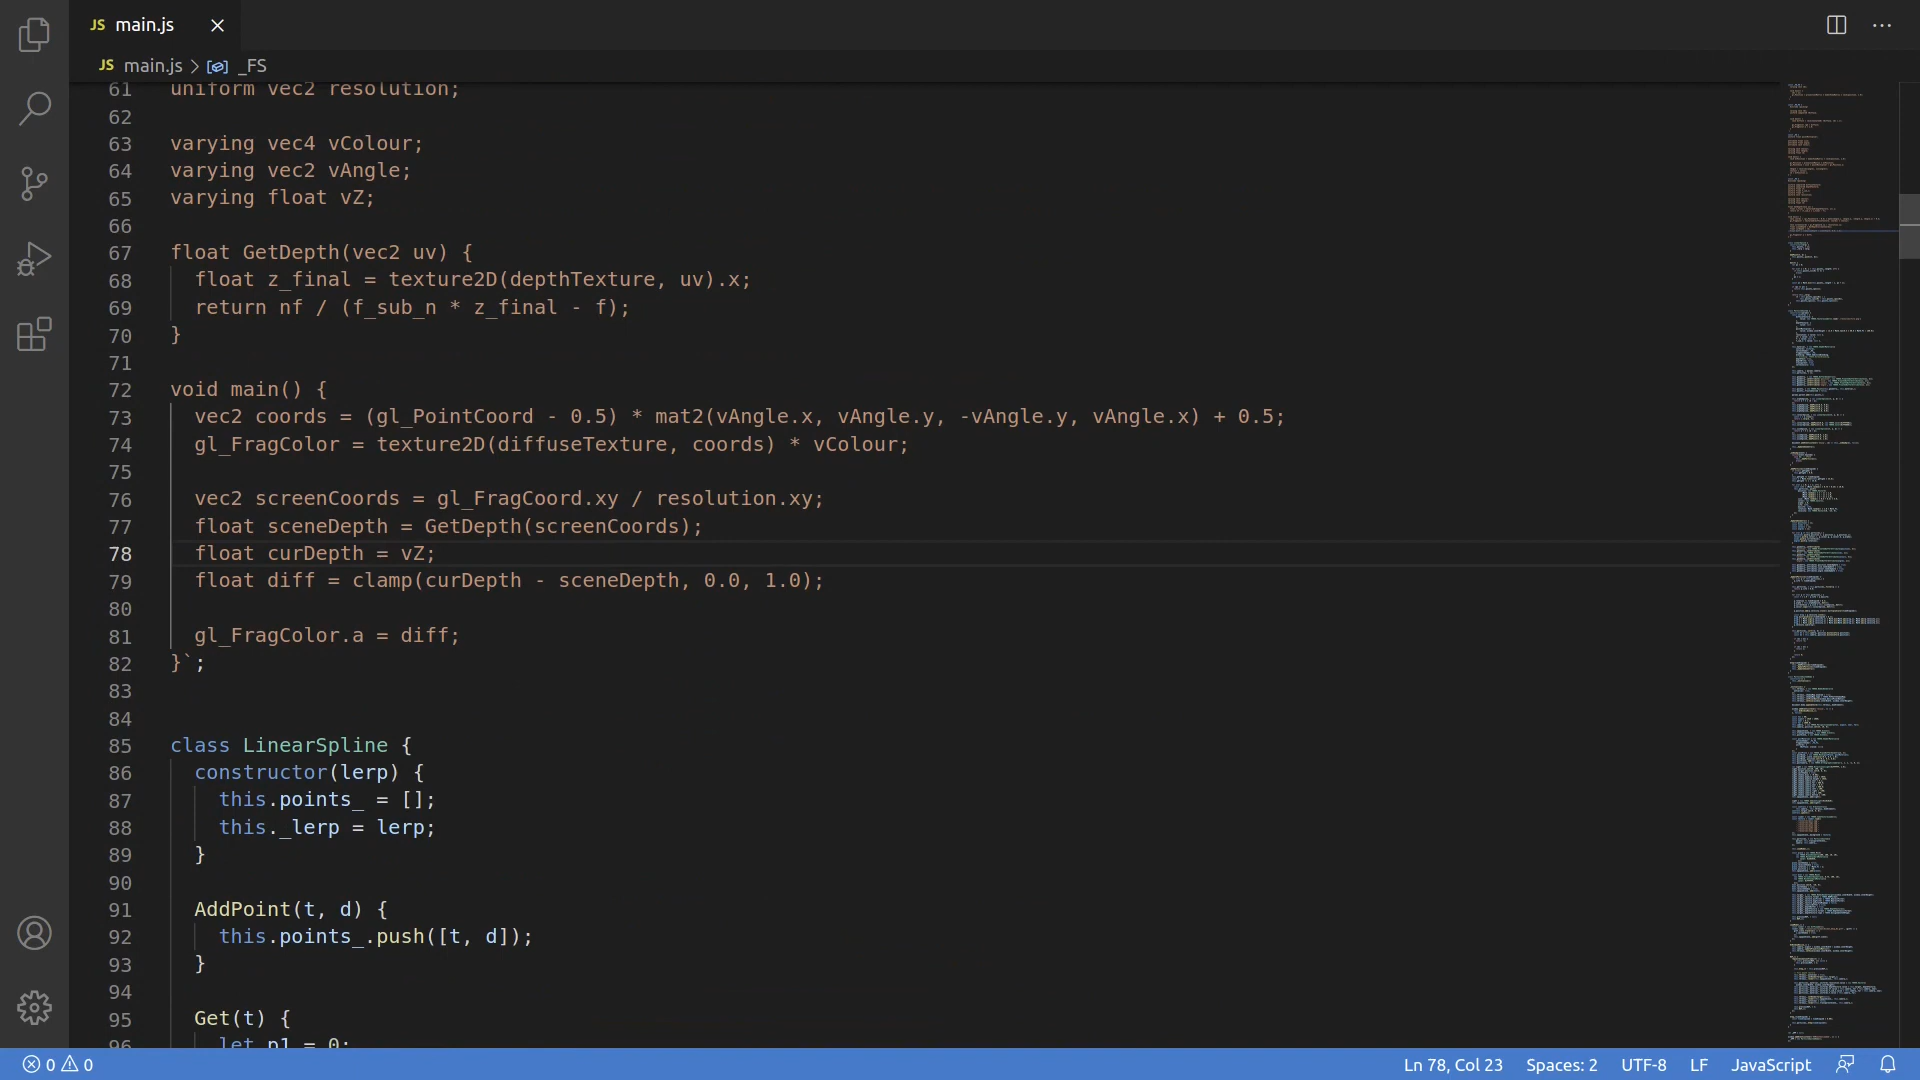 JS main.js
JS main.js > _FS
61 uniform vec2 resolution;
62
63 varying vec4 vColour;
64 varying vec2 vAngle;
65 varying float vZ;
66
67 float GetDepth(vec2 uv) {
68 float z_final = texture2D(depthTexture, uv).x;
69 return nf / (f_sub_n * z_final - f);
70 }
71
72 void main() {
73 vec2 coords = (gl_PointCoord - 0.5) * mat2(vAngle.x, vAngle.y, -vAngle.y, vAngle.x) + 0.5;
74 gl_FragColor = texture2D(diffuseTexture, coords) * vColour;
75
76 vec2 screenCoords = gl_FragCoord.xy / resolution.xy;
77 float sceneDepth = GetDepth(screenCoords);
78 float curDepth = vZ;
79 float diff = clamp(curDepth - sceneDepth, 0.0, 1.0);
80
81 gl_FragColor.a = diff;
82 }`;
83
84
85 class LinearSpline {
86 constructor(lerp) {
87 this.points_ = [];
88 this._lerp = lerp;
89 }
90
91 AddPoint(t, d) {
92 this.points_.push([t, d]);
93 }
94
95 Get(t) {
96 let p1 = 0;
0 0 Ln 78, Col 23 Spaces: 2 UTF-8 LF JavaScript